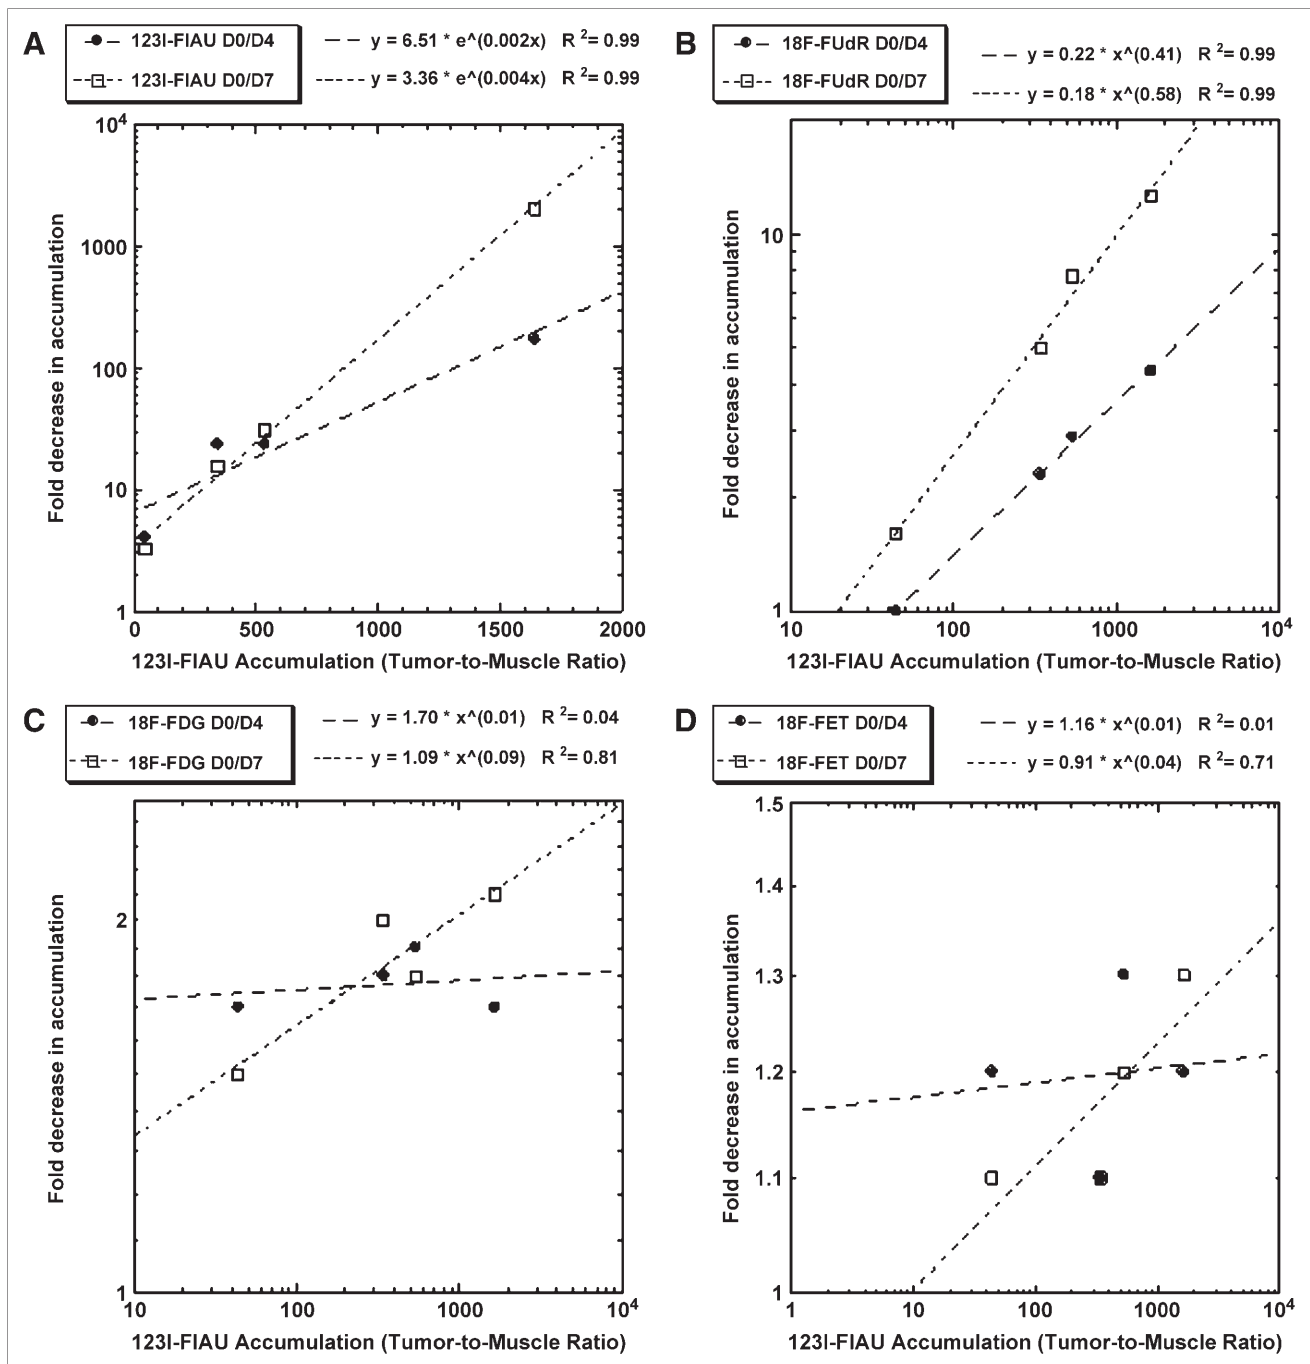 A
123I-FIAU D0/D4
123I-FIAU D0/D7
y = 6.51 * e^(0.002x) R 2= 0.99
y = 3.36 * e^(0.004x) R 2= 0.99
Fold decrease in accumulation
10 4
1000
100
10
1
0 500 1000 1500 2000
123I-FIAU Accumulation (Tumor-to-Muscle Ratio)
B
18F-FUdR D0/D4
18F-FUdR D0/D7
y = 0.22 * x^(0.41) R 2= 0.99
y = 0.18 * x^(0.58) R 2= 0.99
Fold decrease in accumulation
10
1
10 100 1000 10 4
123I-FIAU Accumulation (Tumor-to-Muscle Ratio)
C
18F-FDG D0/D4
18F-FDG D0/D7
y = 1.70 * x^(0.01) R 2= 0.04
y = 1.09 * x^(0.09) R 2= 0.81
Fold decrease in accumulation
2
1
10 100 1000 10 4
123I-FIAU Accumulation (Tumor-to-Muscle Ratio)
D
18F-FET D0/D4
18F-FET D0/D7
y = 1.16 * x^(0.01) R 2= 0.01
y = 0.91 * x^(0.04) R 2= 0.71
Fold decrease in accumulation
1.5
1.4
1.3
1.2
1.1
1
1 10 100 1000 10 4
123I-FIAU Accumulation (Tumor-to-Muscle Ratio)